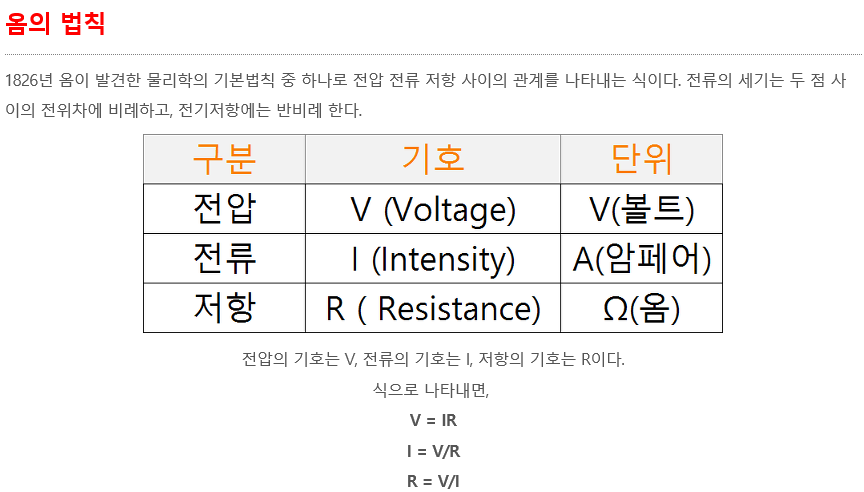 옴의 법칙
1826년 옴이 발견한 물리학의 기본법칙 중 하나로 전압 전류 저항 사이의 관계를 나타내는 식이다. 전류의 세기는 두 점 사
이의 전위차에 비례하고, 전기저항에는 반비례 한다.
구분 기호 단위
전압 V (Voltage) V(볼트)
전류 I (Intensity) A(암페어)
저항 R ( Resistance) Ω(옴)
전압의 기호는 V, 전류의 기호는 I, 저항의 기호는 R이다.
식으로 나타내면,
V = IR
I = V/R
R = V/I